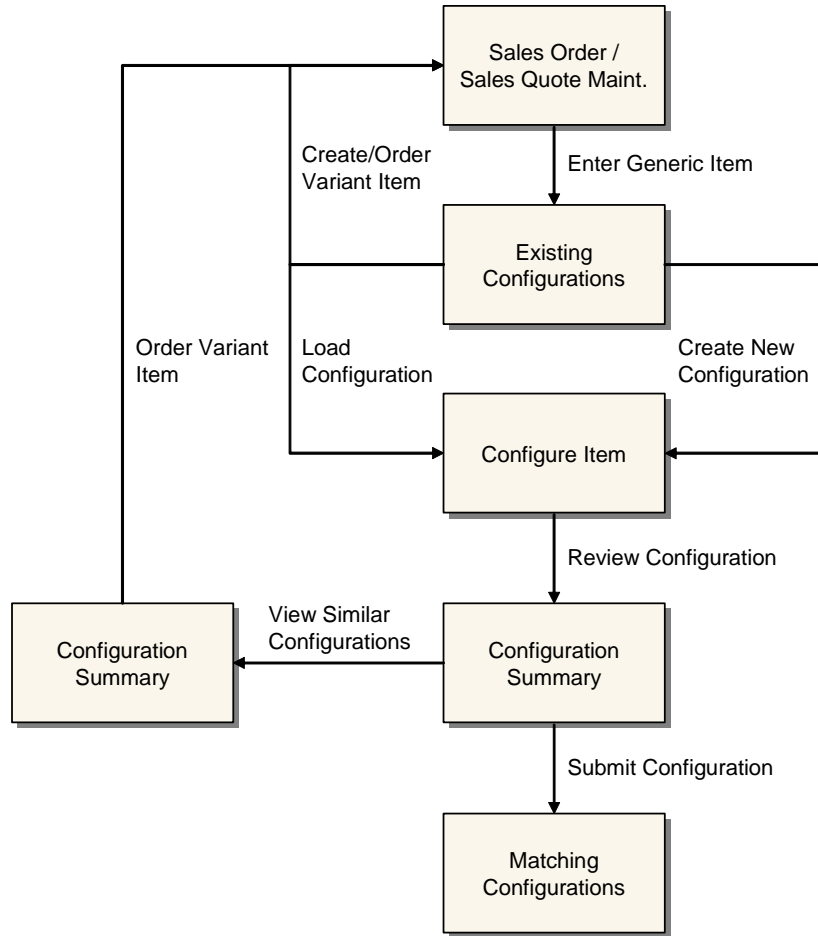 Sales Order /
Sales Quote Maint.
Create/Order
Variant Item
Enter Generic Item
Existing
Configurations
Order Variant
Item
Load
Configuration
Create New
Configuration
Configure Item
Review Configuration
View Similar
Configurations
Configuration
Summary
Configuration
Summary
Submit Configuration
Matching
Configurations